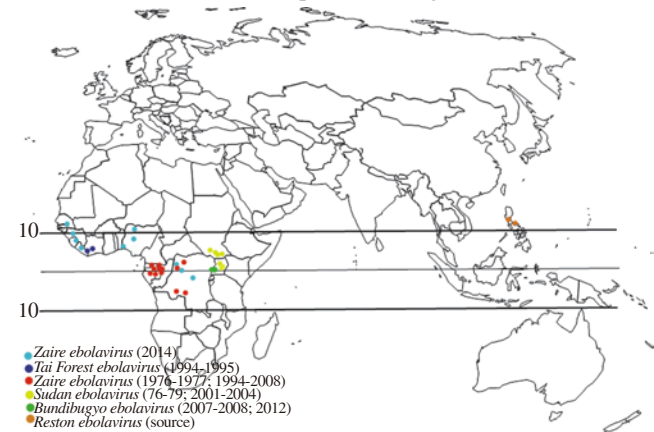 10
10
Zaire ebolavirus (2014)
Tai Forest ebolavirus (1994-1995)
Zaire ebolavirus (1976-1977; 1994-2008)
Sudan ebolavirus (76-79; 2001-2004)
Bundibugyo ebolavirus (2007-2008; 2012)
Reston ebolavirus (source)